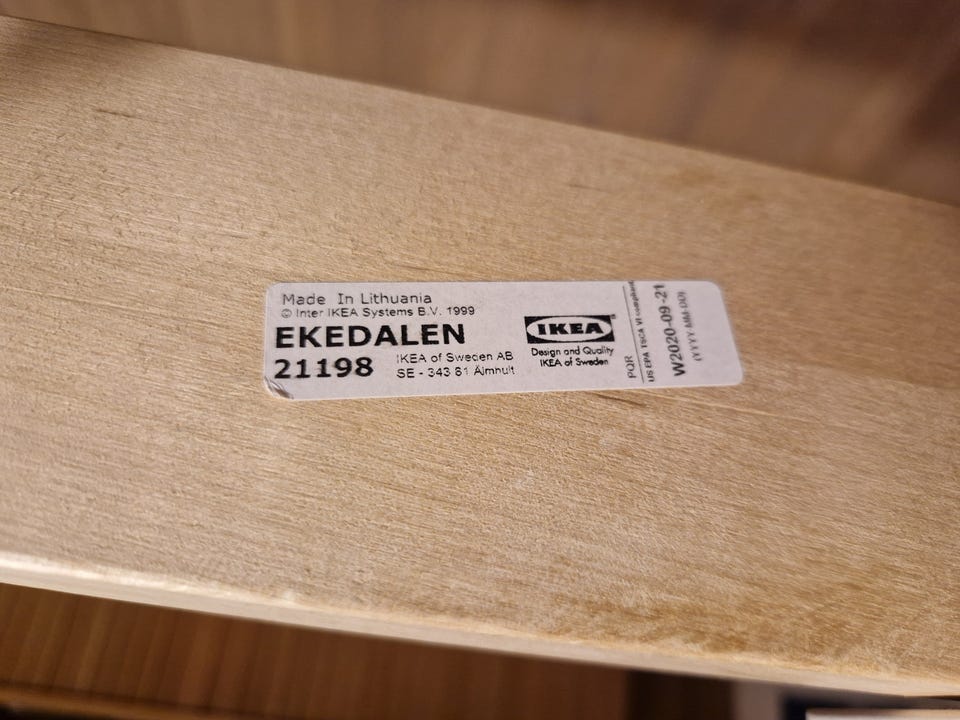 Made In Lithuania
© Inter IKEA Systems B.V. 1999
EKEDALEN
21198
IKEA of Sweden AB
SE - 343 81 Älmhult
IKEA®
Design and Quality
IKEA of Sweden
PQR
US EPA TSCA VI compliant
W2020-09-21
(YYYY-MM-DD)